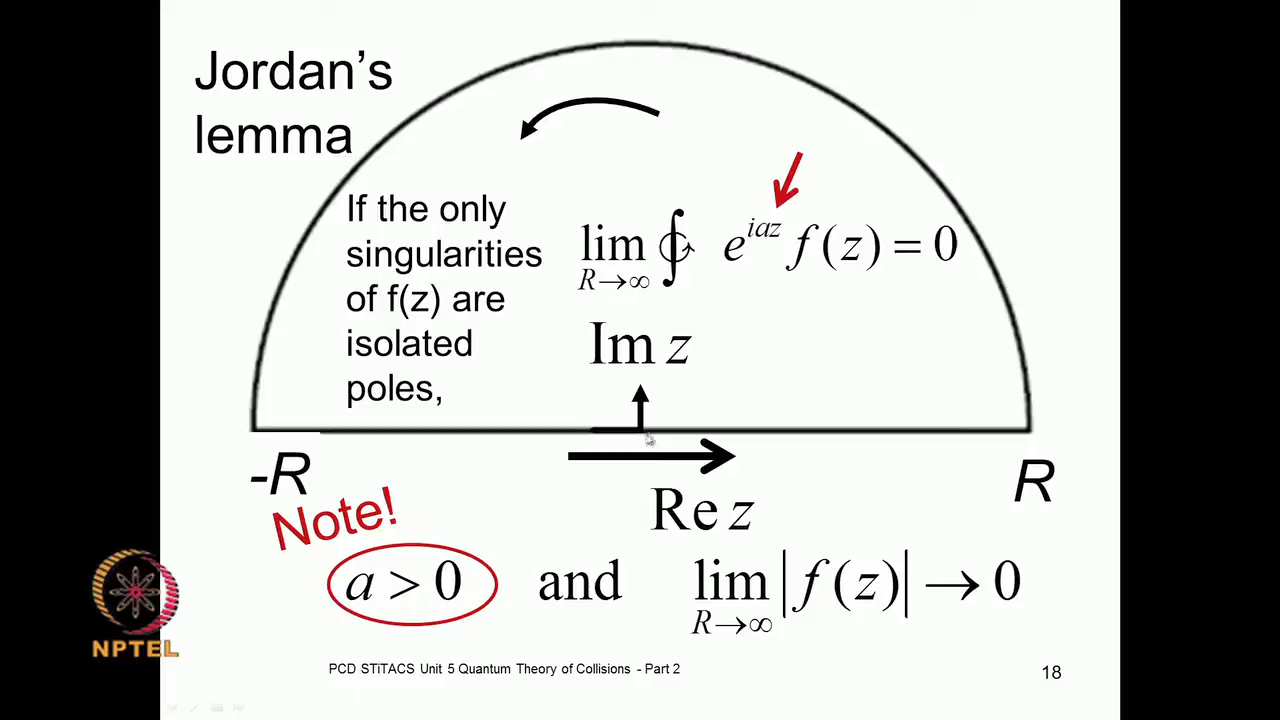 Jordan's
lemma
If the only
singularities
of f(z) are
isolated
poles,
lim R→∞ ∮ e^{iaz} f(z) = 0
Im z
-R
R
Re z
Note!
a > 0 and lim R→∞ |f(z)| → 0
NPTEL
PCD STiTACS Unit 5 Quantum Theory of Collisions - Part 2
18